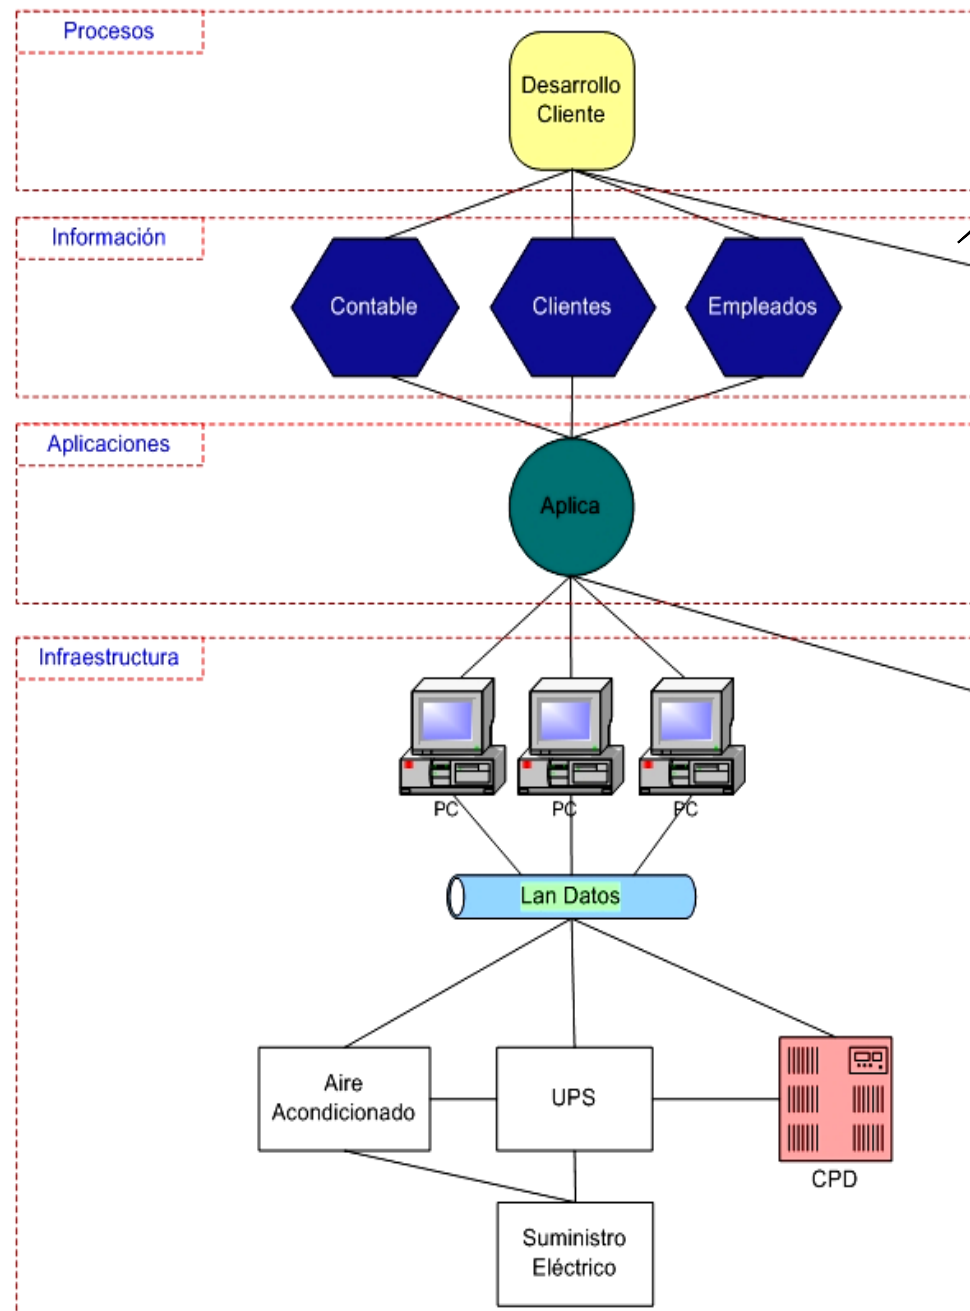 Procesos
Desarrollo
Cliente
Información
Contable
Clientes
Empleados
Aplicaciones
Aplica
Infraestructura
PC
PC
PC
Lan Datos
Aire
Acondicionado
UPS
CPD
Suministro
Eléctrico